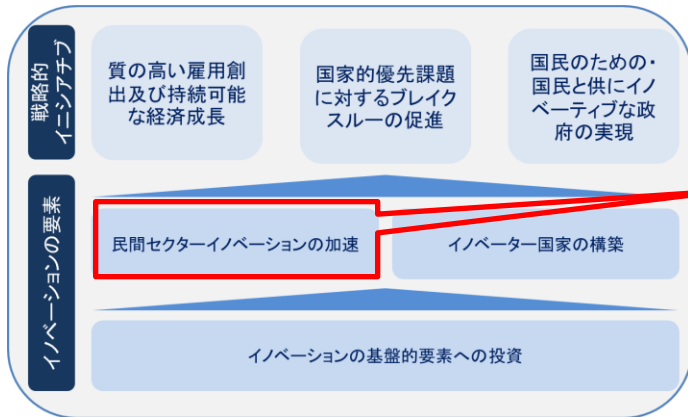 戦略的
イニシアチブ
質の高い雇用創
出及び持続可能
な経済成長
国家的優先課題
に対するブレイク
スルーの促進
国民のための・
国民と供にイノ
ベーティブな政
府の実現
イノベーションの要素
民間セクターイノベーションの加速
イノベーター国家の構築
イノベーションの基盤的要素への投資